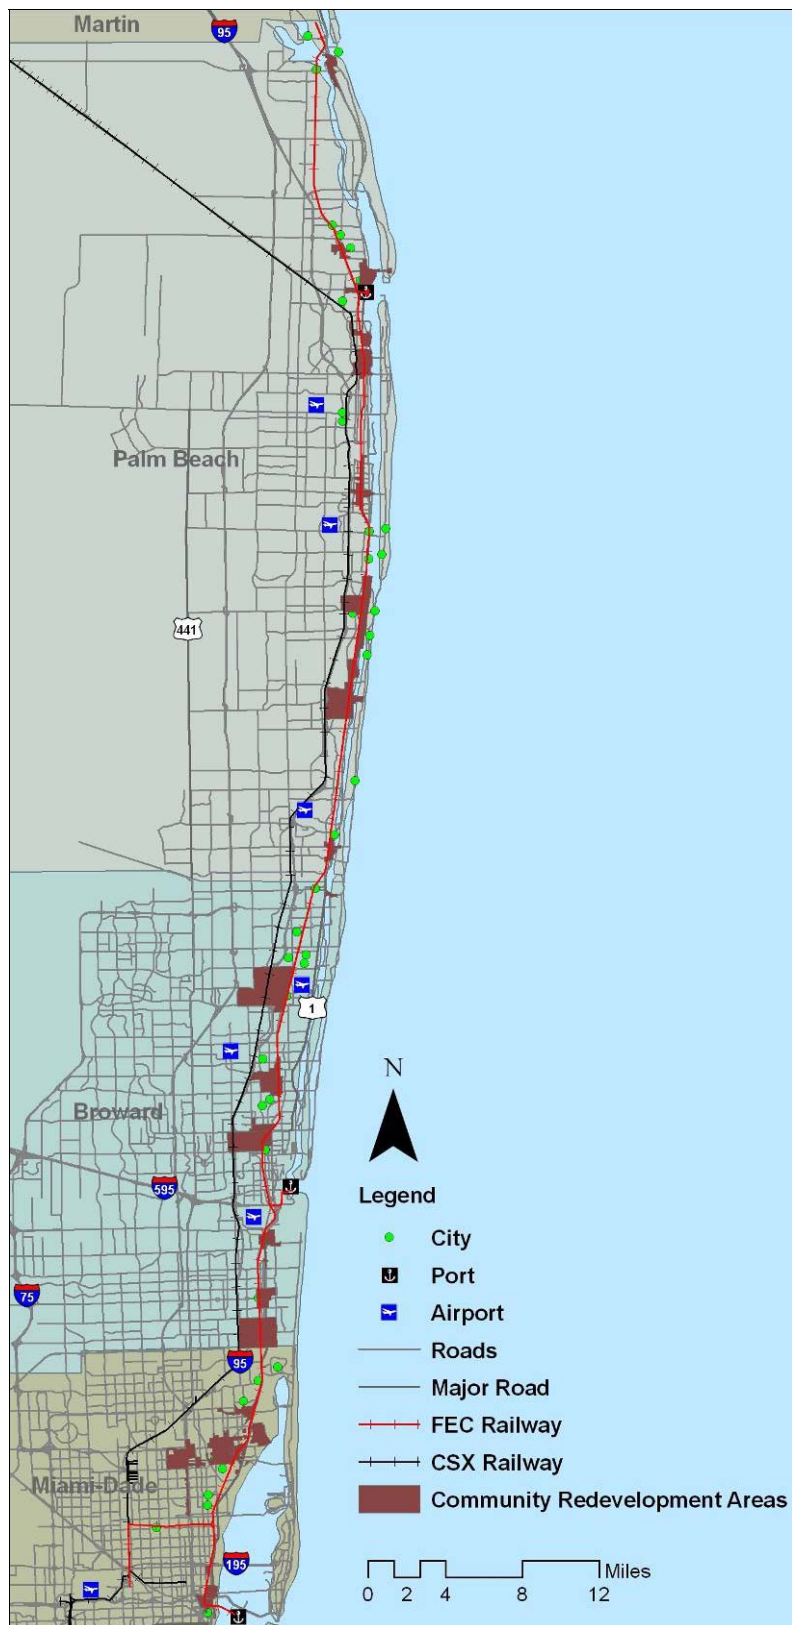 Martin
95
Palm Beach
441
1
Broward
595
75
95
Miami-Dade
195
N
Legend
City
Port
Airport
Roads
Major Road
FEC Railway
CSX Railway
Community Redevelopment Areas
Miles
0 2 4 8 12